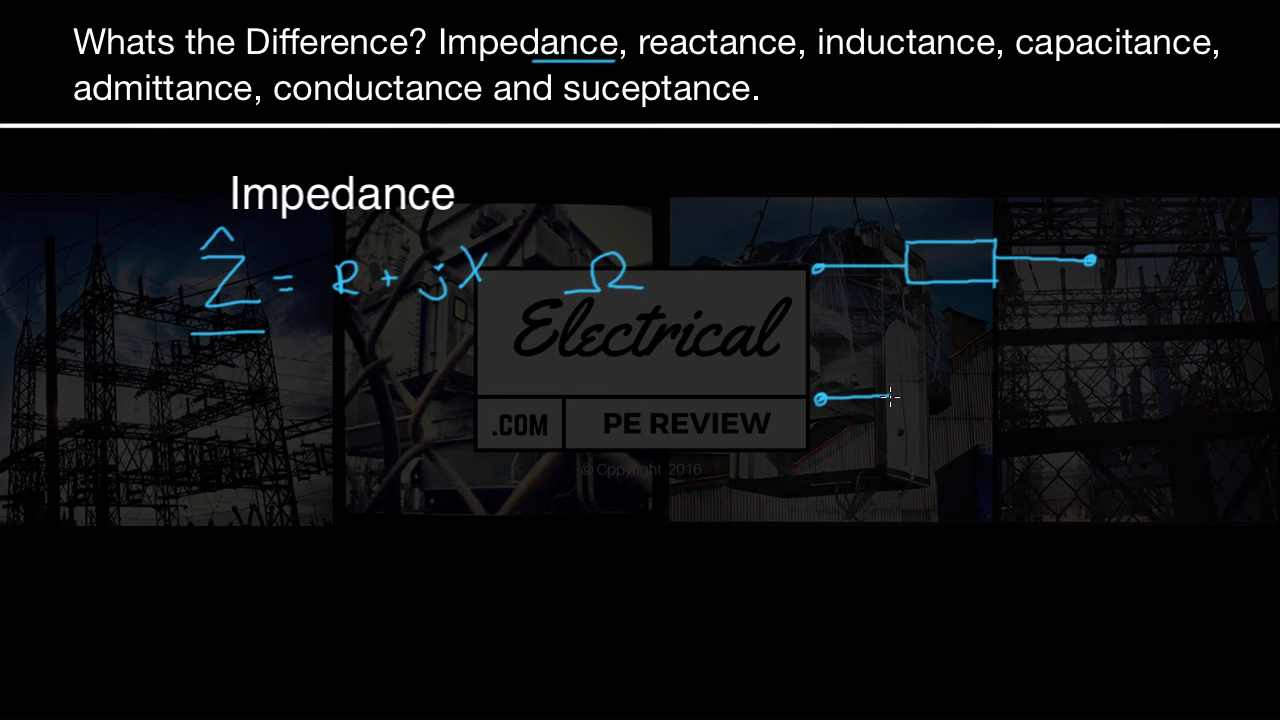 Whats the Difference? Impedance, reactance, inductance, capacitance,
admittance, conductance and suceptance.
Impedance
Ẑ = R + jX Ω
Electrical
.COM PE REVIEW
© Copyright 2016